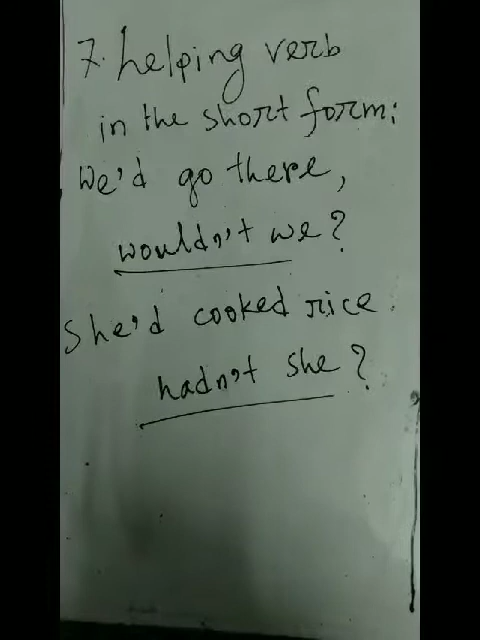 7. helping verb
in the short form:
We'd go there,
wouldn't we?
She'd cooked rice.
hadn't she?